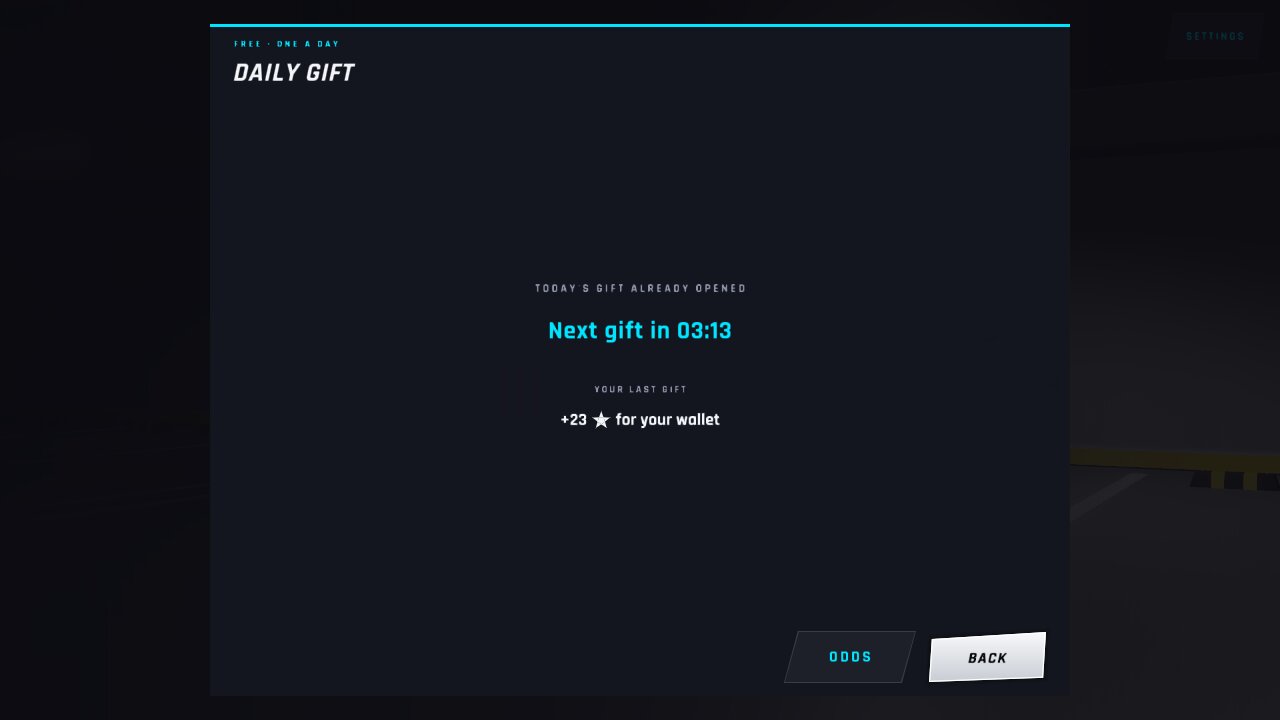 SETTINGS
FREE · ONE A DAY
DAILY GIFT
TODAY'S GIFT ALREADY OPENED
Next gift in 03:13
YOUR LAST GIFT
+23 ★ for your wallet
ODDS
BACK